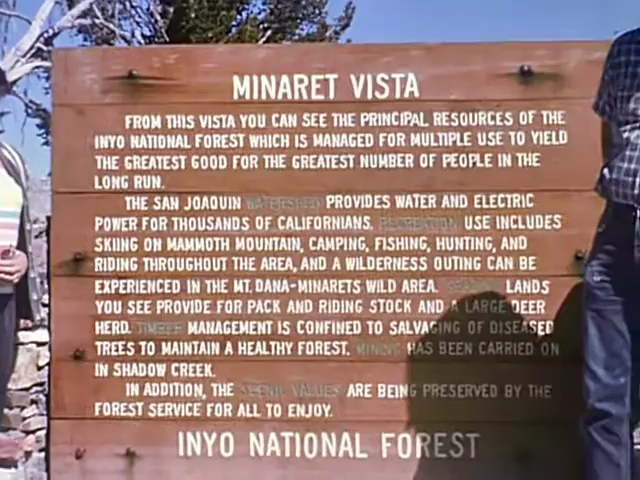 MINARET VISTA
FROM THIS VISTA YOU CAN SEE THE PRINCIPAL RESOURCES OF THE
INYO NATIONAL FOREST WHICH IS MANAGED FOR MULTIPLE USE TO YIELD
THE GREATEST GOOD FOR THE GREATEST NUMBER OF PEOPLE IN THE
LONG RUN.
THE SAN JOAQUIN WATERSHED PROVIDES WATER AND ELECTRIC
POWER FOR THOUSANDS OF CALIFORNIANS. RECREATION USE INCLUDES
SKIING ON MAMMOTH MOUNTAIN, CAMPING, FISHING, HUNTING, AND
RIDING THROUGHOUT THE AREA, AND A WILDERNESS OUTING CAN BE
EXPERIENCED IN THE MT. DANA-MINARETS WILD AREA. LANDS
YOU SEE PROVIDE FOR PACK AND RIDING STOCK AND A LARGE DEER
HERD. TIMBER MANAGEMENT IS CONFINED TO SALVAGING OF DISEASED
TREES TO MAINTAIN A HEALTHY FOREST. MINING HAS BEEN CARRIED ON
IN SHADOW CREEK.
IN ADDITION, THE SCENIC VALUES ARE BEING PRESERVED BY THE
FOREST SERVICE FOR ALL TO ENJOY.
INYO NATIONAL FOREST